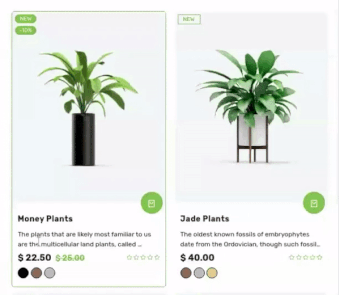 NEW
-10%
NEW
Money Plants
The plants that are likely most familiar to us
are the multicellular land plants, called ...
$ 22.50 $ 25.00
Jade Plants
The oldest known fossils of embryophytes
date from the Ordovician, though such fossil...
$ 40.00